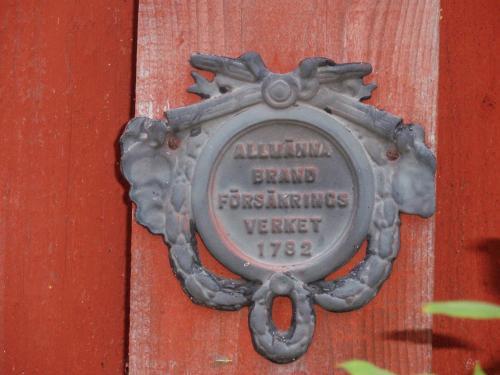 ALLMÄNNA
BRAND
FÖRSÄKRINGS
VERKET
1782